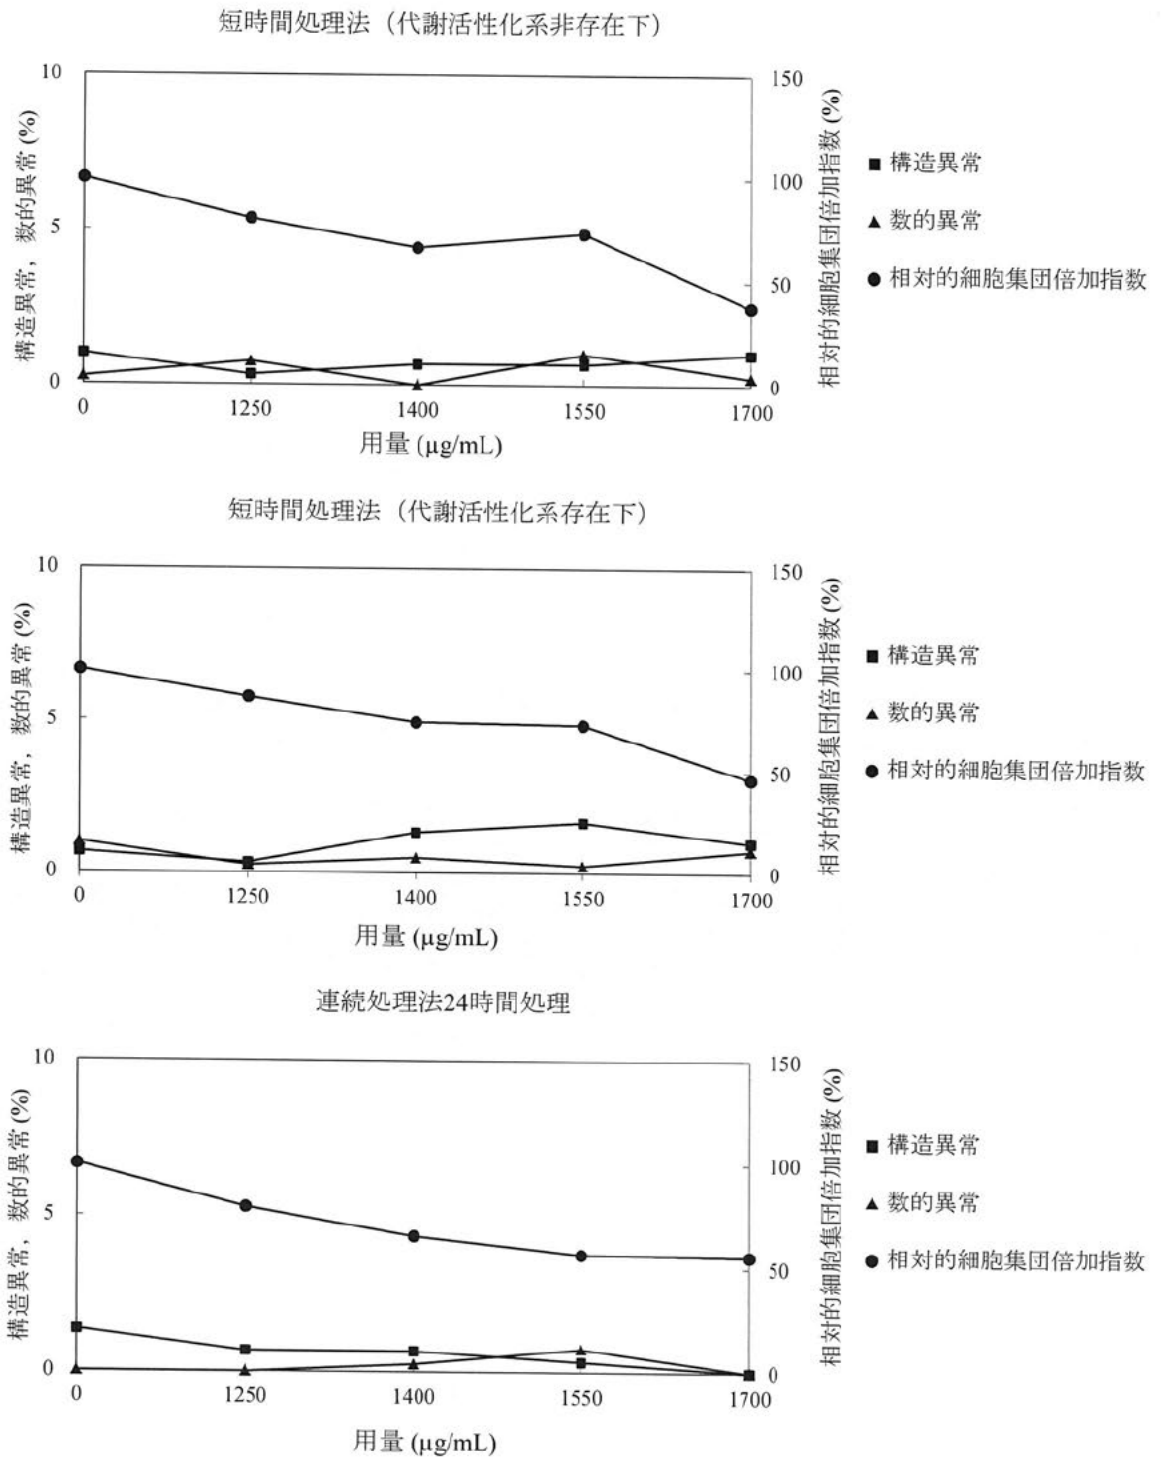 短時間処理法（代謝活性化系非存在下）
構造異常，数的異常 (%)
10
5
0
150
100
50
0
相対的細胞集団倍加指数 (%)
0 1250 1400 1550 1700
用量 (µg/mL)
構造異常
数的異常
相対的細胞集団倍加指数
短時間処理法（代謝活性化系存在下）
構造異常，数的異常 (%)
10
5
0
150
100
50
0
相対的細胞集団倍加指数 (%)
0 1250 1400 1550 1700
用量 (µg/mL)
構造異常
数的異常
相対的細胞集団倍加指数
連続処理法24時間処理
構造異常，数的異常 (%)
10
5
0
150
100
50
0
相対的細胞集団倍加指数 (%)
0 1250 1400 1550 1700
用量 (µg/mL)
構造異常
数的異常
相対的細胞集団倍加指数